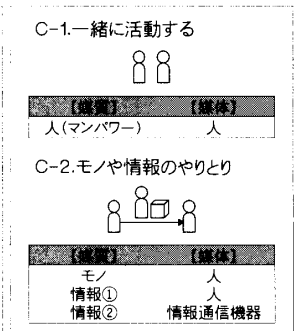 C-1.一緒に活動する
【媒質】 【媒体】
人(マンパワー) 人
C-2.モノや情報のやりとり
【媒質】 【媒体】
モノ 人
情報① 人
情報② 情報通信機器